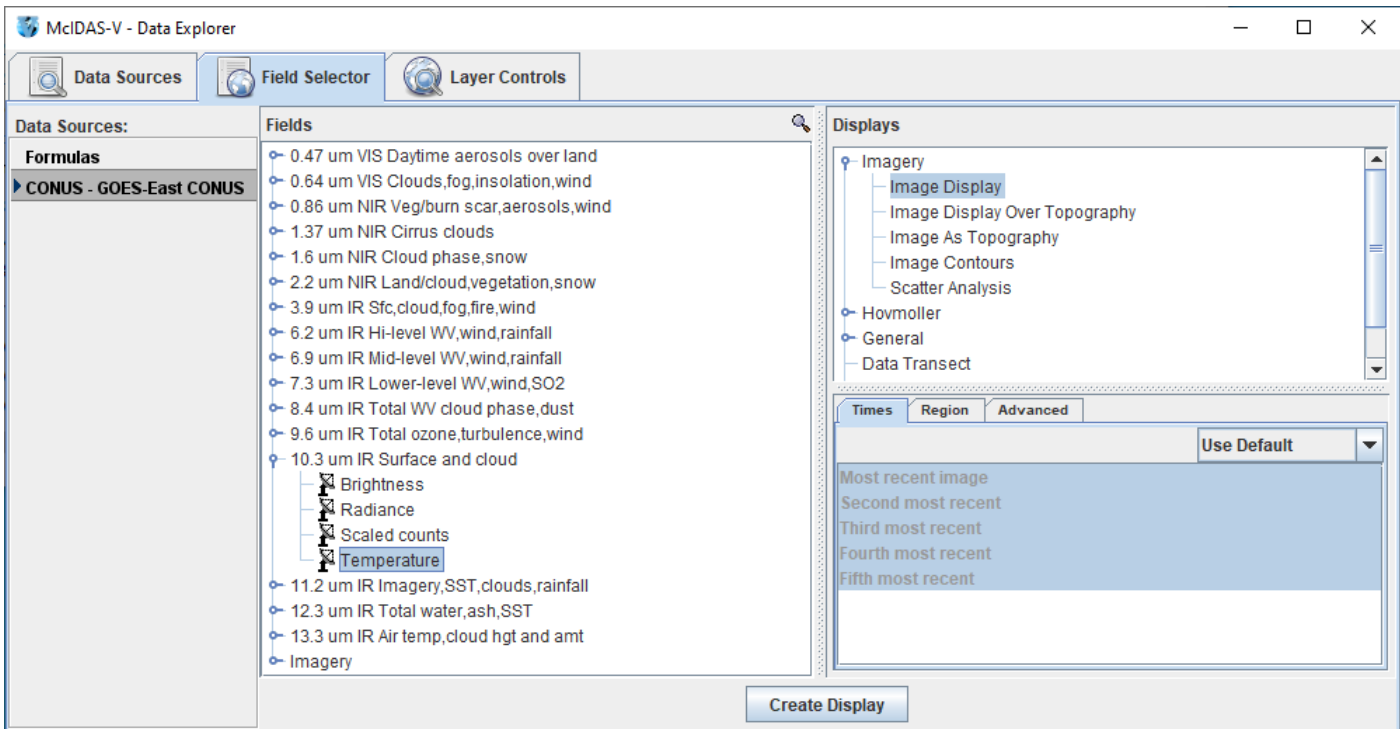 McIDAS-V - Data Explorer
Data Sources
Field Selector
Layer Controls
Data Sources:
Formulas
CONUS - GOES-East CONUS
Fields
0.47 um VIS Daytime aerosols over land
0.64 um VIS Clouds,fog,insolation,wind
0.86 um NIR Veg/burn scar,aerosols,wind
1.37 um NIR Cirrus clouds
1.6 um NIR Cloud phase,snow
2.2 um NIR Land/cloud,vegetation,snow
3.9 um IR Sfc,cloud,fog,fire,wind
6.2 um IR Hi-level WV,wind,rainfall
6.9 um IR Mid-level WV,wind,rainfall
7.3 um IR Lower-level WV,wind,SO2
8.4 um IR Total WV cloud phase,dust
9.6 um IR Total ozone,turbulence,wind
10.3 um IR Surface and cloud
Brightness
Radiance
Scaled counts
Temperature
11.2 um IR Imagery,SST,clouds,rainfall
12.3 um IR Total water,ash,SST
13.3 um IR Air temp,cloud hgt and amt
Imagery
Displays
Imagery
Image Display
Image Display Over Topography
Image As Topography
Image Contours
Scatter Analysis
Hovmoller
General
Data Transect
Times
Region
Advanced
Use Default
Most recent image
Second most recent
Third most recent
Fourth most recent
Fifth most recent
Create Display